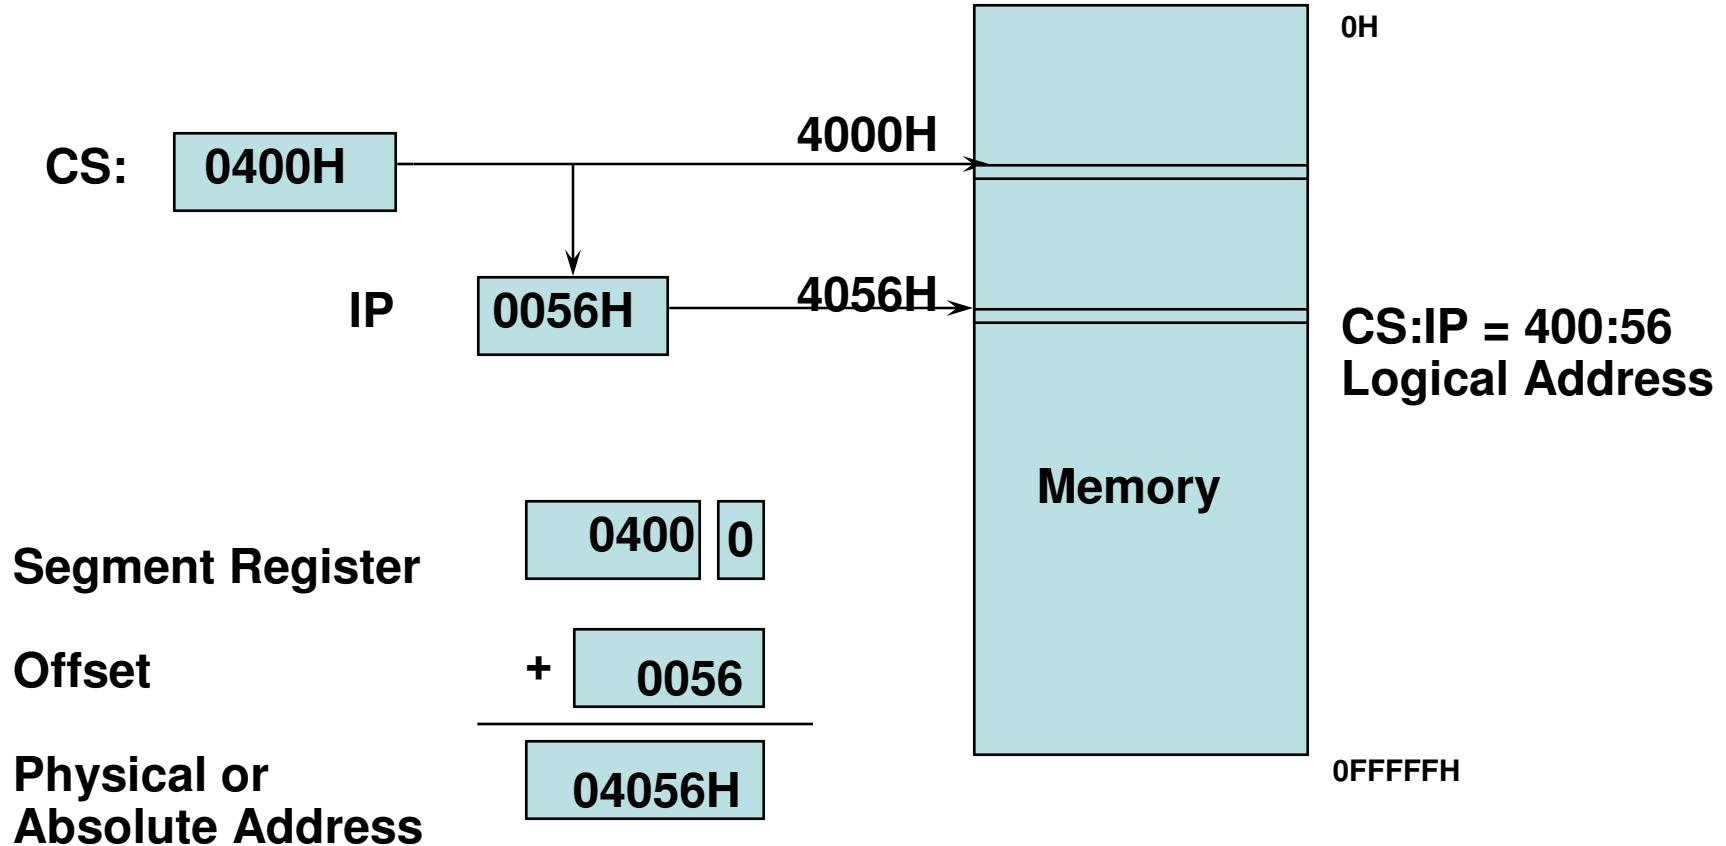 0H
4000H
CS: 0400H
4056H
IP 0056H
CS:IP = 400:56
Logical Address
Memory
0400 0
Segment Register
Offset + 0056
Physical or
Absolute Address
04056H
0FFFFFH